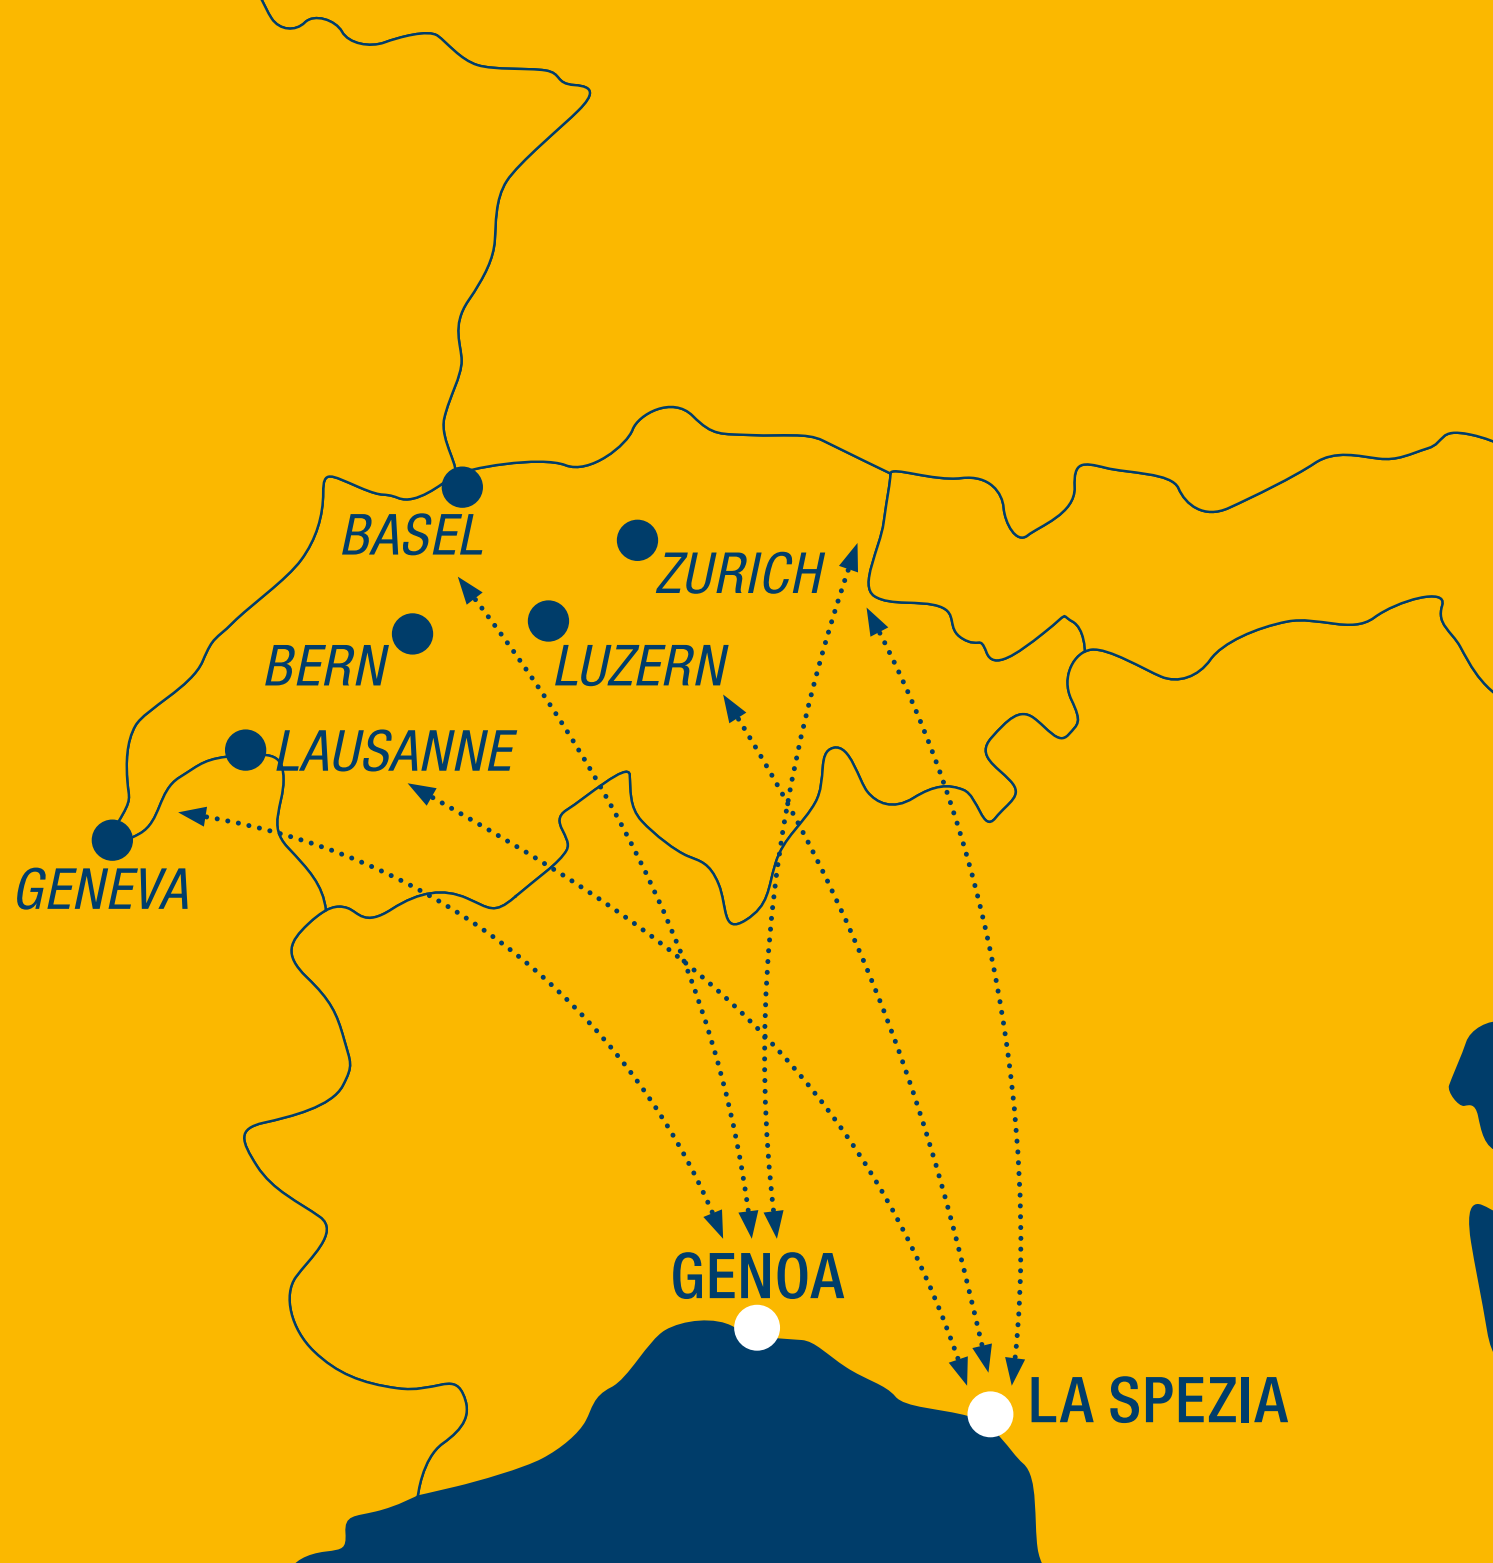 BASEL
ZURICH
BERN
LUZERN
LAUSANNE
GENEVA
GENOA
LA SPEZIA